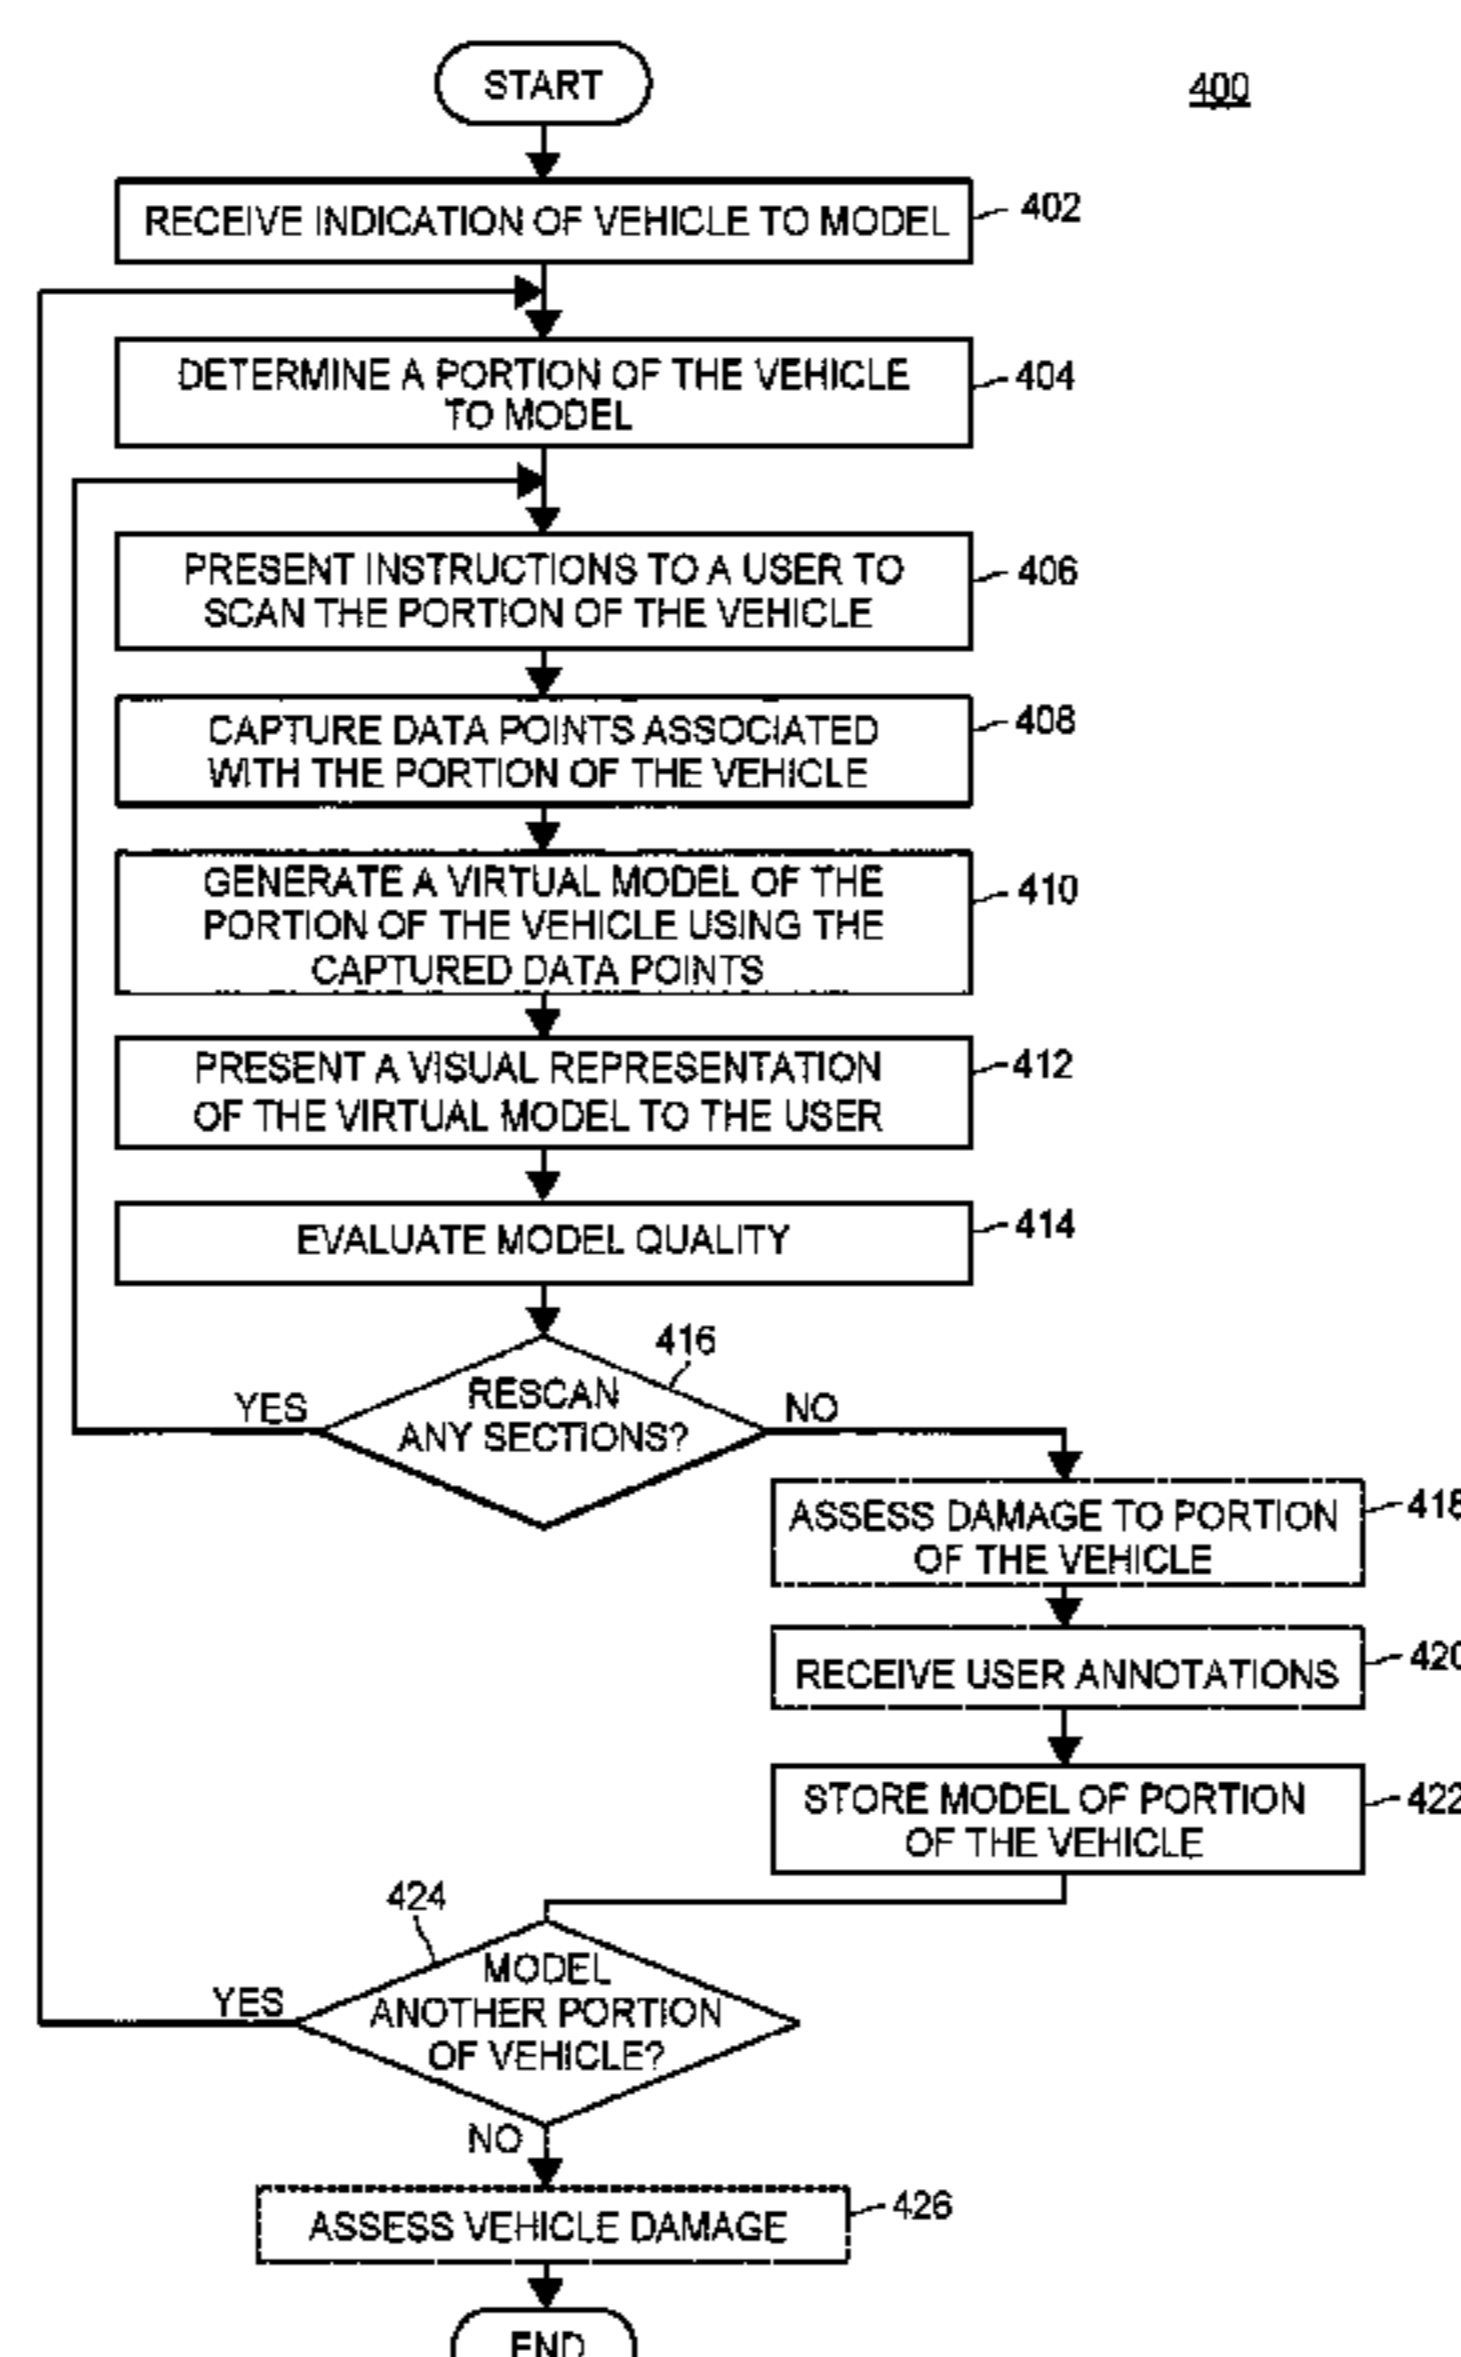 START
400
RECEIVE INDICATION OF VEHICLE TO MODEL
402
DETERMINE A PORTION OF THE VEHICLE
TO MODEL
404
PRESENT INSTRUCTIONS TO A USER TO
SCAN THE PORTION OF THE VEHICLE
406
CAPTURE DATA POINTS ASSOCIATED
WITH THE PORTION OF THE VEHICLE
408
GENERATE A VIRTUAL MODEL OF THE
PORTION OF THE VEHICLE USING THE
CAPTURED DATA POINTS
410
PRESENT A VISUAL REPRESENTATION
OF THE VIRTUAL MODEL TO THE USER
412
EVALUATE MODEL QUALITY
414
416
YES
RESCAN
ANY SECTIONS?
NO
ASSESS DAMAGE TO PORTION
OF THE VEHICLE
418
RECEIVE USER ANNOTATIONS
420
STORE MODEL OF PORTION
OF THE VEHICLE
422
424
YES
MODEL
ANOTHER PORTION
OF VEHICLE?
NO
ASSESS VEHICLE DAMAGE
426
END